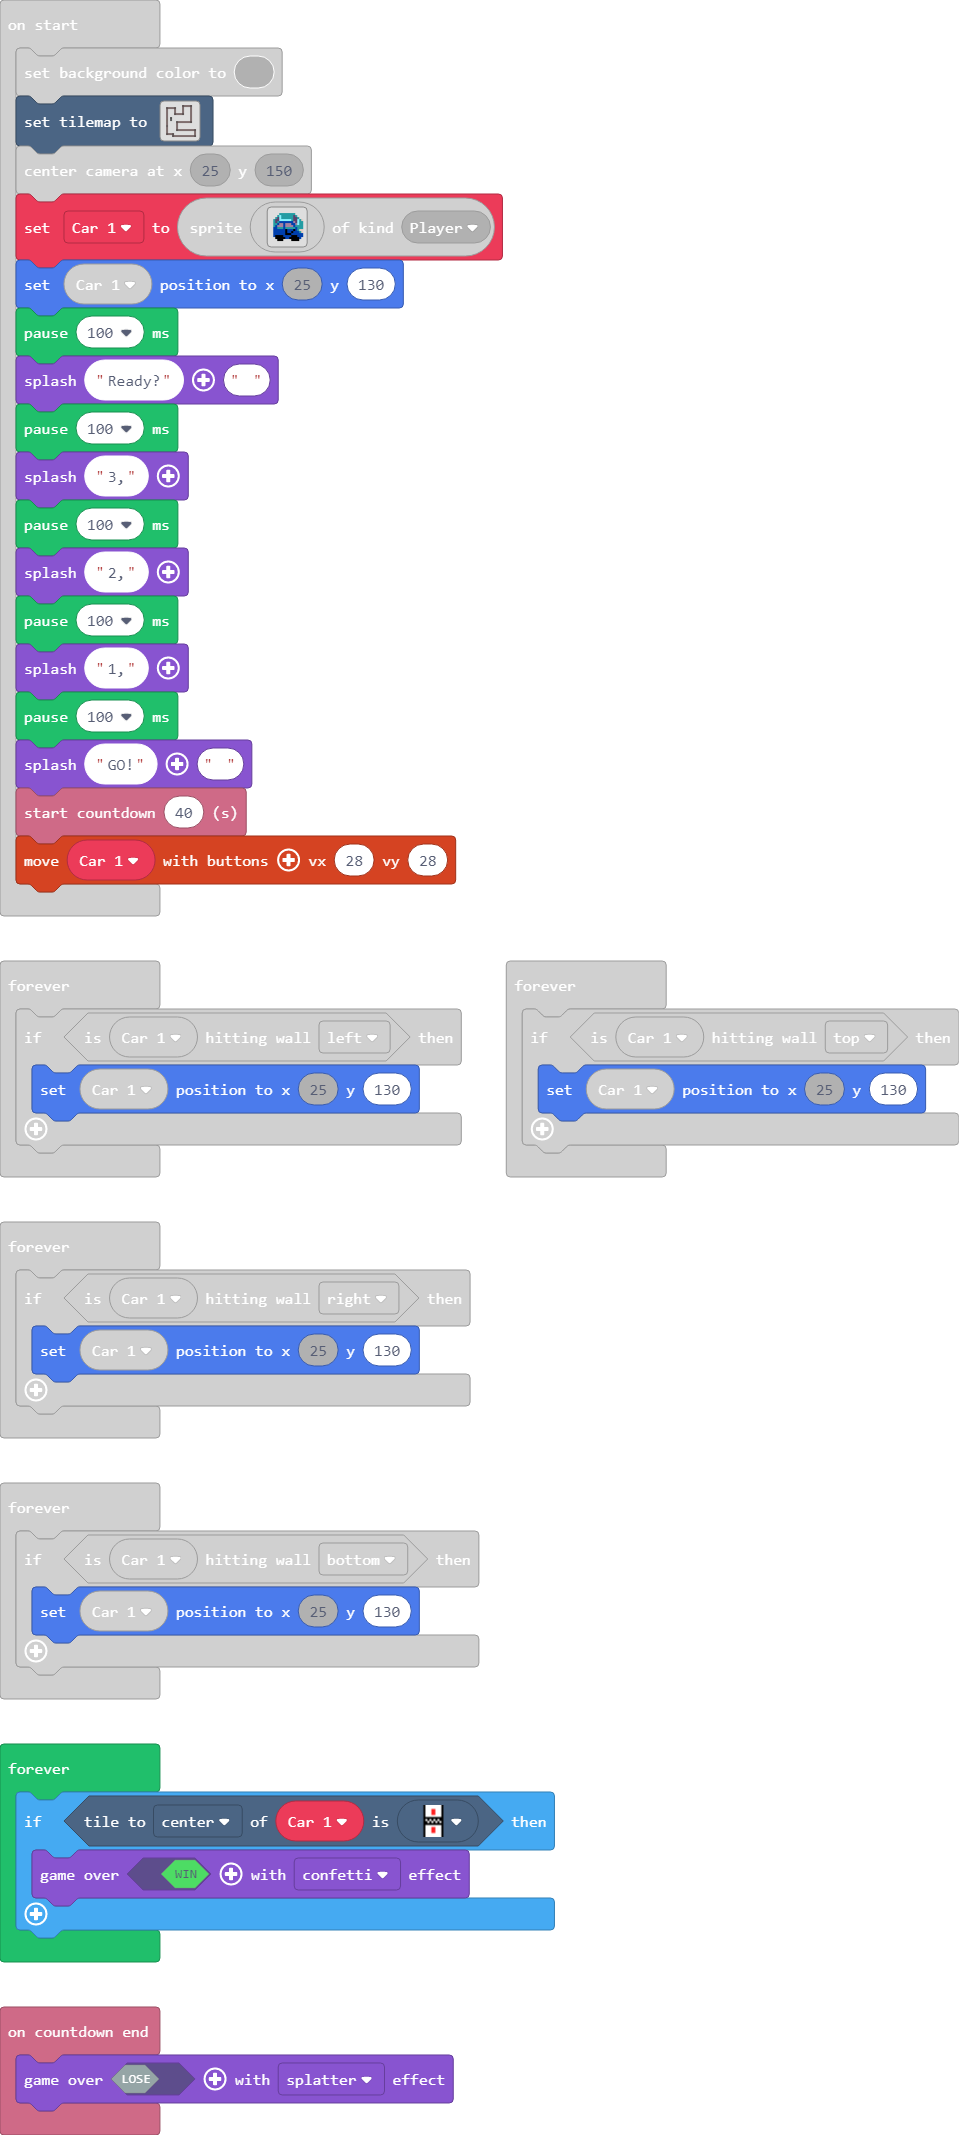 on start
set background color to
set tilemap to
center camera at x 25 y 150
set Car 1 to sprite of kind Player
set Car 1 position to x 25 y 130
pause 100 ms
splash "Ready?" " "
pause 100 ms
splash "3,"
pause 100 ms
splash "2,"
pause 100 ms
splash "1,"
pause 100 ms
splash "GO!" " "
start countdown 40 (s)
move Car 1 with buttons vx 28 vy 28
forever
if is Car 1 hitting wall left then
set Car 1 position to x 25 y 130
forever
if is Car 1 hitting wall top then
set Car 1 position to x 25 y 130
forever
if is Car 1 hitting wall right then
set Car 1 position to x 25 y 130
forever
if is Car 1 hitting wall bottom then
set Car 1 position to x 25 y 130
forever
if tile to center of Car 1 is then
game over WIN with confetti effect
on countdown end
game over LOSE with splatter effect